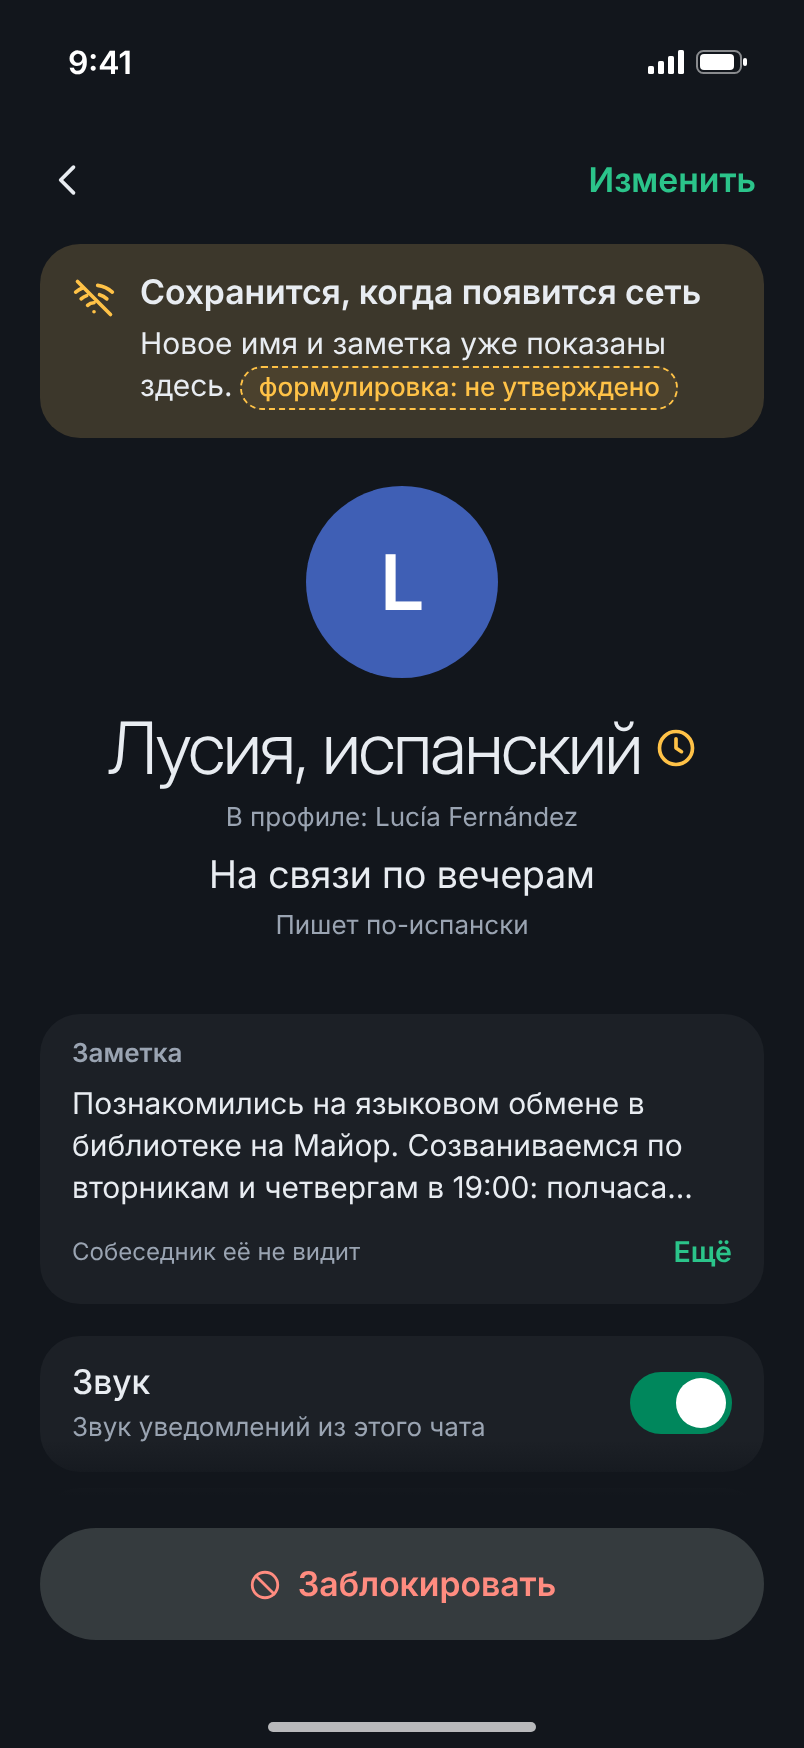 9:41
Изменить
Сохранится, когда появится сеть
Новое имя и заметка уже показаны
здесь. формулировка: не утверждено
L
Лусия, испанский
В профиле: Lucía Fernández
На связи по вечерам
Пишет по-испански
Заметка
Познакомились на языковом обмене в
библиотеке на Майор. Созваниваемся по
вторникам и четвергам в 19:00: полчаса...
Собеседник её не видит
Ещё
Звук
Звук уведомлений из этого чата
Заблокировать